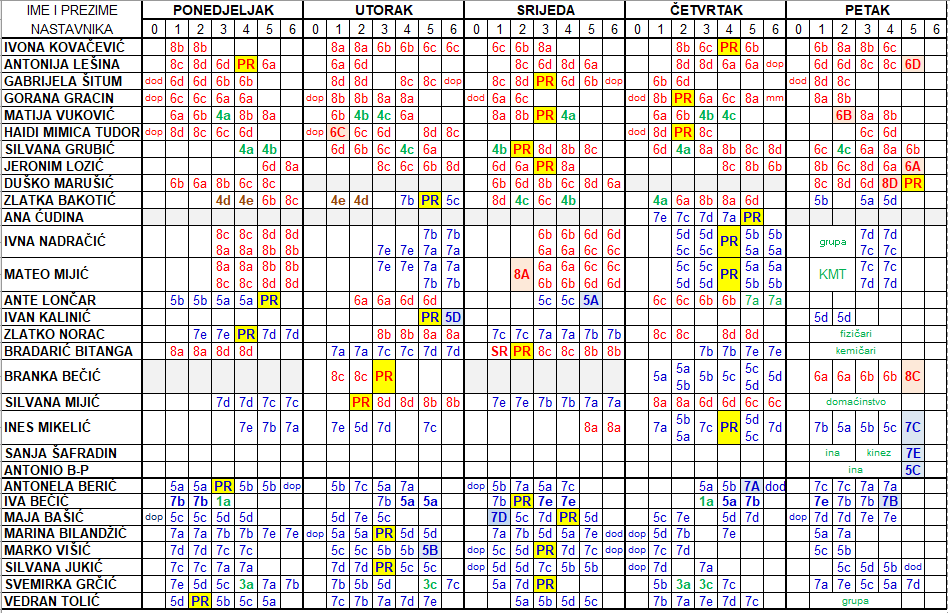 IME I PREZIME PONEDJELJAK UTORAK SRIJEDA ČETVRTAK PETAK
NASTAVNIKA 0 1 2 3 4 5 6 0 1 2 3 4 5 6 0 1 2 3 4 5 6 0 1 2 3 4 5 6 0 1 2 3 4 5 6
IVONA KOVAČEVIĆ 8b 8b 8a 8a 6b 6b 6c 6c 6c 6b 8a 8b 6c PR 6b 6b 8a 8b 6c
ANTONIJA LEŠINA 8c 8d 6d PR 6a 6a 6d 8c 6d 8d 6a 8d 8d 6a 6c dop 6d 6d 8c 8c 6D
GABRIJELA ŠITUM dod 6d 6d 6b 6b 8d 8d 8c 8c dop 8c 8d PR 6d 6b dop 6b 6d dod 8d 8c
GORANA GRACIN dop 6c 6c 6a 6a dop 8b 8b 8a 8a dod 6a 6c dod 8b PR 6a 6c 8a mm 8a 8b
MATIJA VUKOVIĆ 6a 6b 4a 8b 8a 6b 4b 4c 6a 8a 8b PR 4a 6a 6b 4b 4c 6B 8a 8b
HAIDI MIMICA TUDOR dop 8d 8c 6c 6d dop 6C 6c 6d 8d 8c dod 8d PR 8c 6c 6d
SILVANA GRUBIĆ 4a 4b 6d 6b 6c 4c 6a 4b PR 8d 8b 8c 6d 4a 8a 8b 8c 8d 6c 4c 6a 8a 6b
JERONIM LOZIĆ 6d 8a 8c 6c 6b 8d 6d 6a PR 8a 8c 8b 6b 8b 6c 8d 6a 6A
DUŠKO MARUŠIĆ 6b 6a 8b 6c 8c 6b 6d 8b 6c 8d 6a 8c 8d 6d 8D PR
ZLATKA BAKOTIĆ 4d 4e 6b 8c 4e 4d 7b PR 5c 8d 4c 6c 4b 4a 6a 8b 8a 6d 5b 5a 5d
ANA ĆUDINA 7e 7c 7d 7a PR
8c 8c 8d 8d 7b 7b 6b 6b 6d 6d 5d 5d 5b 5b 7d 7d
IVNA NADRAČIĆ PR grupa
8a 8a 8b 8b 7e 7e 7a 7a 6a 6a 6c 6c 5c 5c 5a 5a 7c 7c
8a 8a 8b 8b 7e 7e 7a 7a 6a 6a 6c 6c 5c 5c 5a 5a 7c 7c
MATEO MIJIĆ 8A PR KMT
8c 8c 8d 8d 7b 7b 6b 6b 6d 6d 5d 5d 5b 5b 7d 7d
ANTE LONČAR 5b 5b 5a 5a PR 6a 6a 6d 6d 5c 5c 5A 6c 6c 6b 6b 7a 7a
IVAN KALINIĆ PR 5D 5d 5d
ZLATKO NORAC 7e 7e PR 7d 7d 8b 8b 8a 8a 7c 7c 7a 7a 7b 7b 8c 8c 8d 8d fizičari
BRADARIĆ BITANGA 8a 8a 8d 8d 7a 7a 7c 7c 7d 7d SR PR 8c 8c 8b 8b 7b 7b 7e 7e kemičari
5a 5c
BRANKA BEČIĆ 8c 8c PR 5a 5b 5c 5d 6a 6a 6b 6b 8C
5b 5d
SILVANA MIJIĆ 7d 7d 7c 7c PR 8d 8d 8b 8b 7e 7e 7b 7b 7a 7a 8a 8a 6d 6d 6c 6c domaćinstvo
5b 5d
INES MIKELIĆ 7e 7b 7a 7e 5d 7d 7c 8a 8a 7a 7c PR 7d 7b 5a 5b 5c 7C
5a 5c
SANJA ŠAFRADIN ina kinez 7E
ANTONIO B-P ina 5C
ANTONELA BERIĆ 5a 5a PR 5b 5b dop 5b 7c 5a 7a dod 5b 7a 5a 7c 5a 5b 7A dod 7c 7c 7a 7a
IVA BEČIĆ 7b 7b 1a 7b 5a 5a 7b PR 7e 7e 1a 5a 7b 7e 7b 7b 7B
MAJA BAŠIĆ dop 5c 5c 5d 5d 5d 7e 5c 7D 5c 7d PR 5d 5c 7e 5d 7d dop 7d 7d 7e 7e
MARINA BILANDŽIĆ 7a 7a 7b 7b 7e 7e dop 5a 5a PR 5d 5d 7a 7b 5d 5a 7e dod dod 5d 7b 7e 5a 7a
MARKO VIŠIĆ 7d 7d 7c 7c 5c 5c 5b 5b 5B dop 5c 5d PR 7d 7c dop dop 7c 7d 5c 5b
SILVANA JUKIĆ 7c 7c 7a 7a 7d 7d PR 5c 5c dop 5d 5d 7c 5b 5b dop 7d 7a 5c 5d 5b dod
SVEMIRKA GRČIĆ 7e 5d 5c 3a 7a 7b 7b 5b 5d 3c 7c 5a 7d PR 5b 3a 3c 7c 7a 7e 5c 5a 7d
VEDRAN TOLIĆ 5d PR 5b 5c 5a 7c 7b 7a 7d 7e 5a 5b 5c 5d 7b 7a 7e 7d 7c grupa